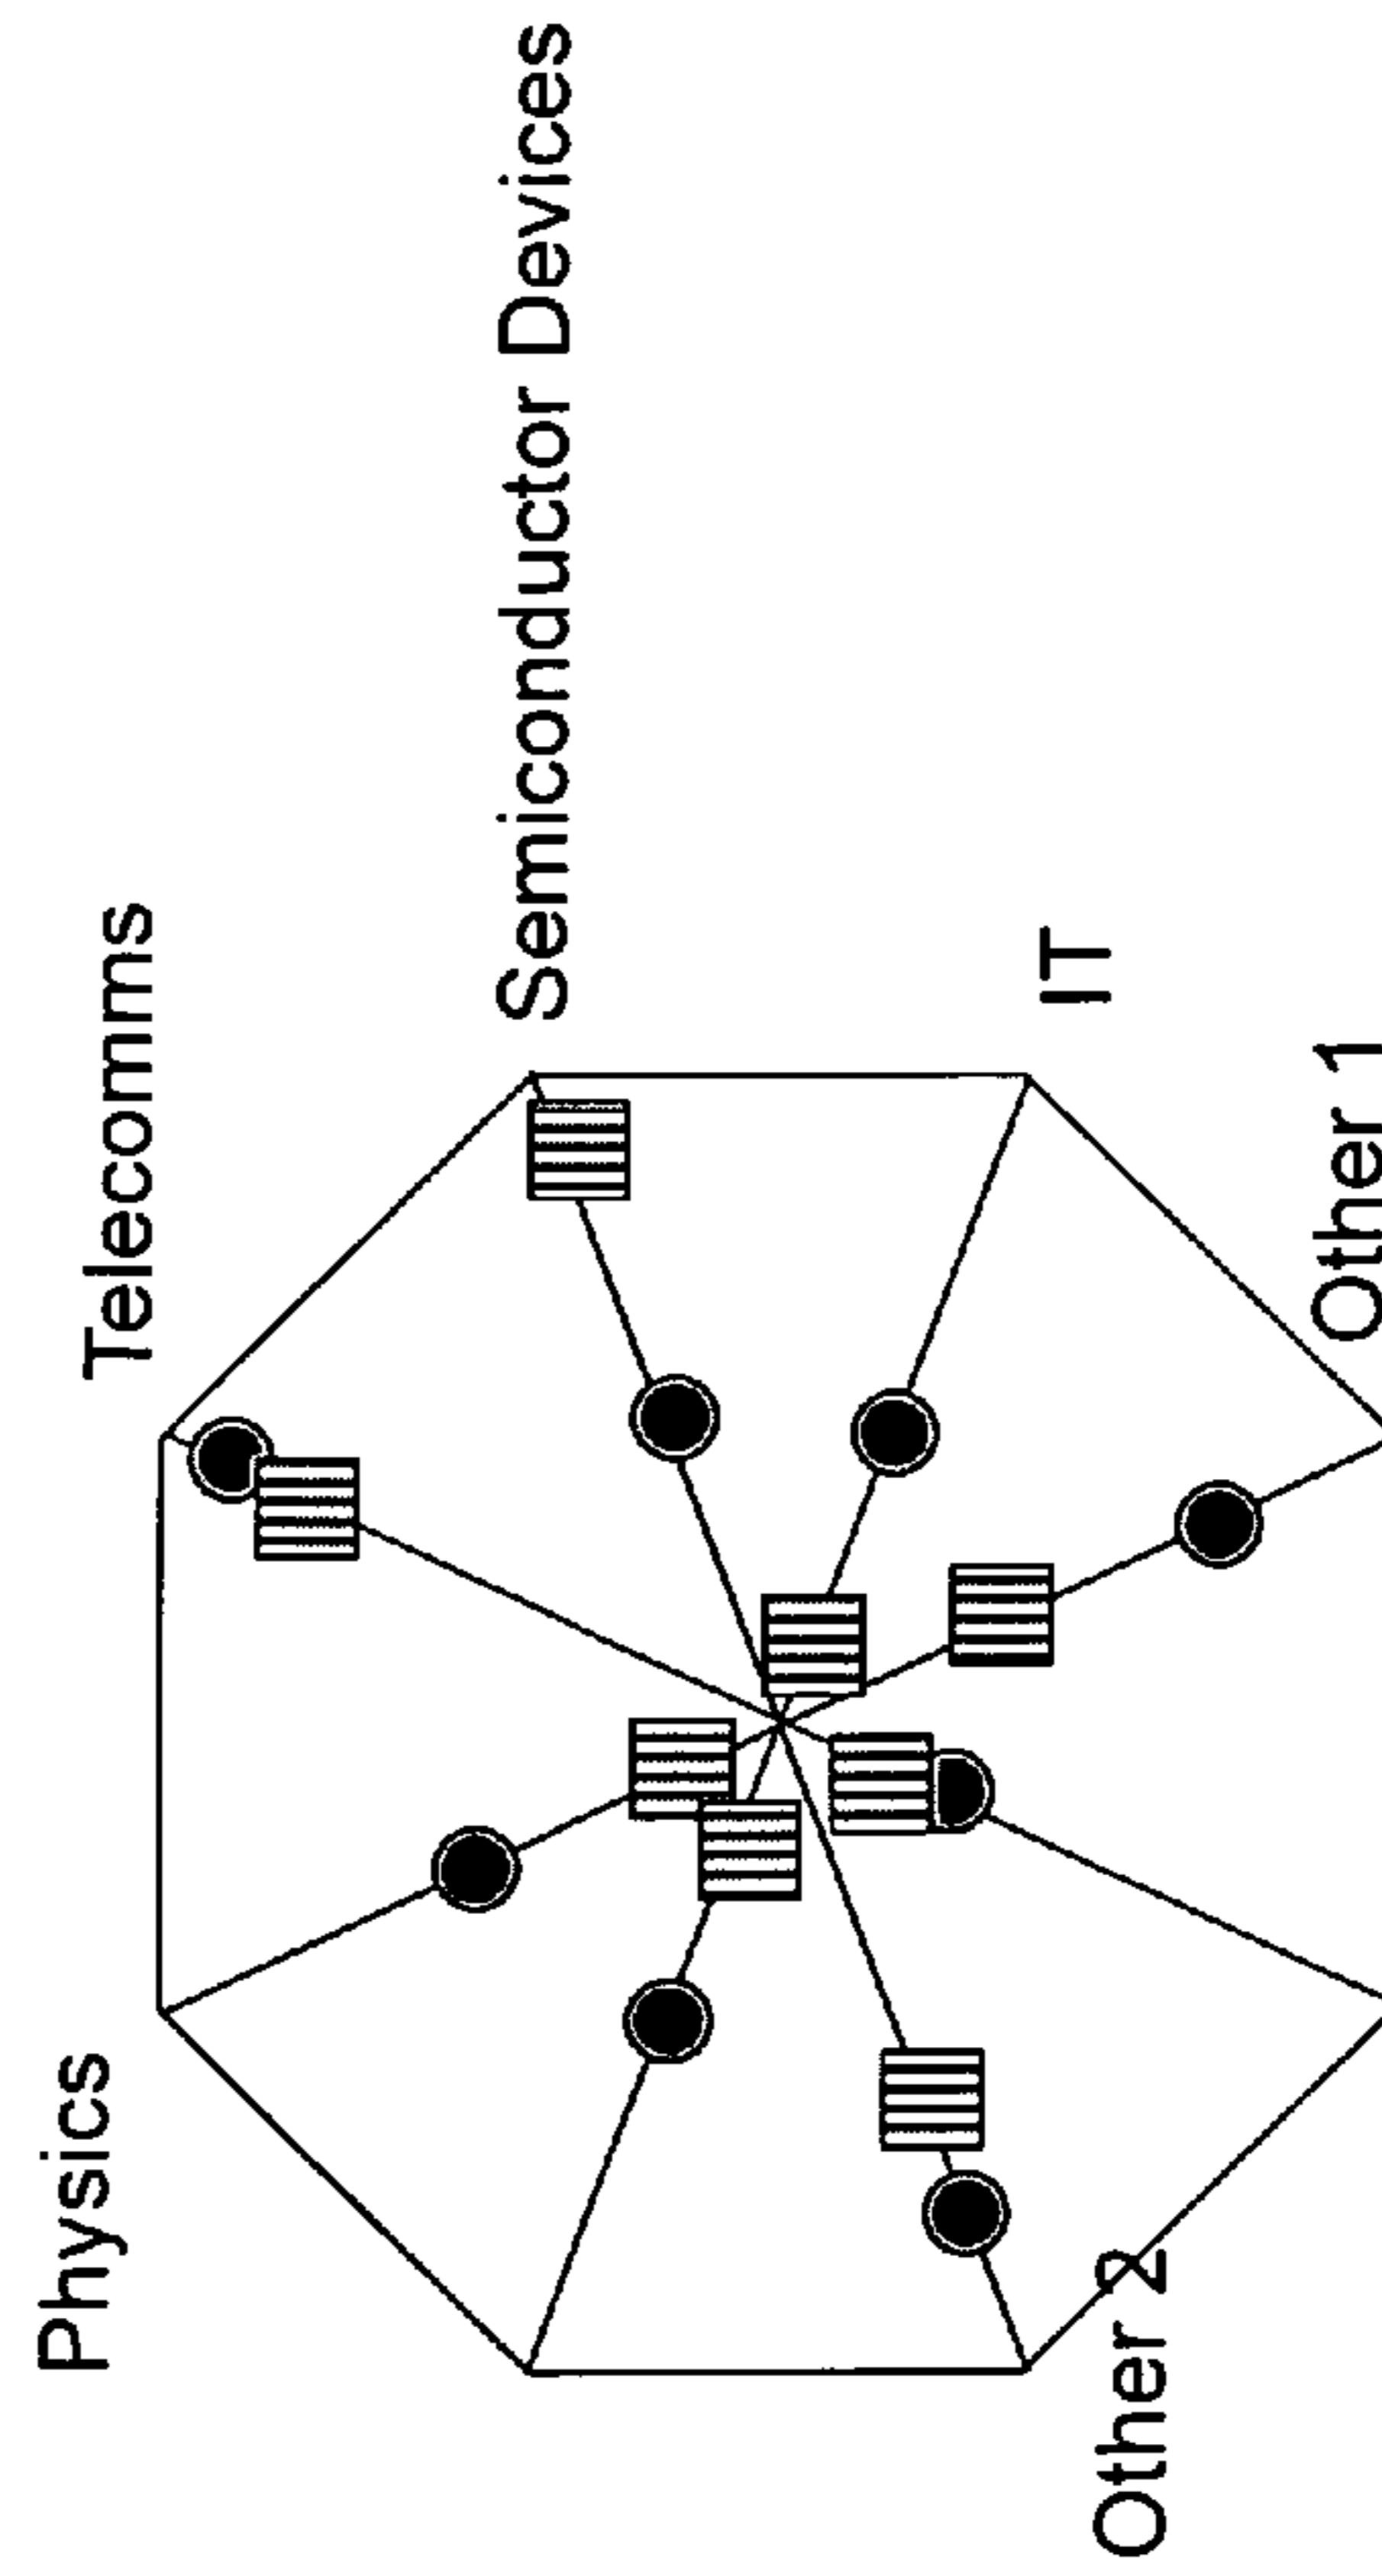 Physics
Telecomms
Semiconductor Devices
IT
Other 1
Other 2